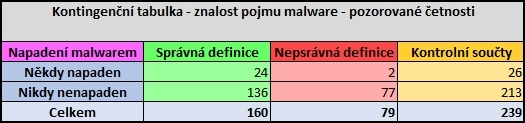 Kontingenční tabulka - znalost pojmu malware - pozorované četnosti
Napadení malwarem Správná definice Nepsrávná definice Kontrolní součty
Někdy napaden 24 2 26
Nikdy nenapaden 136 77 213
Celkem 160 79 239